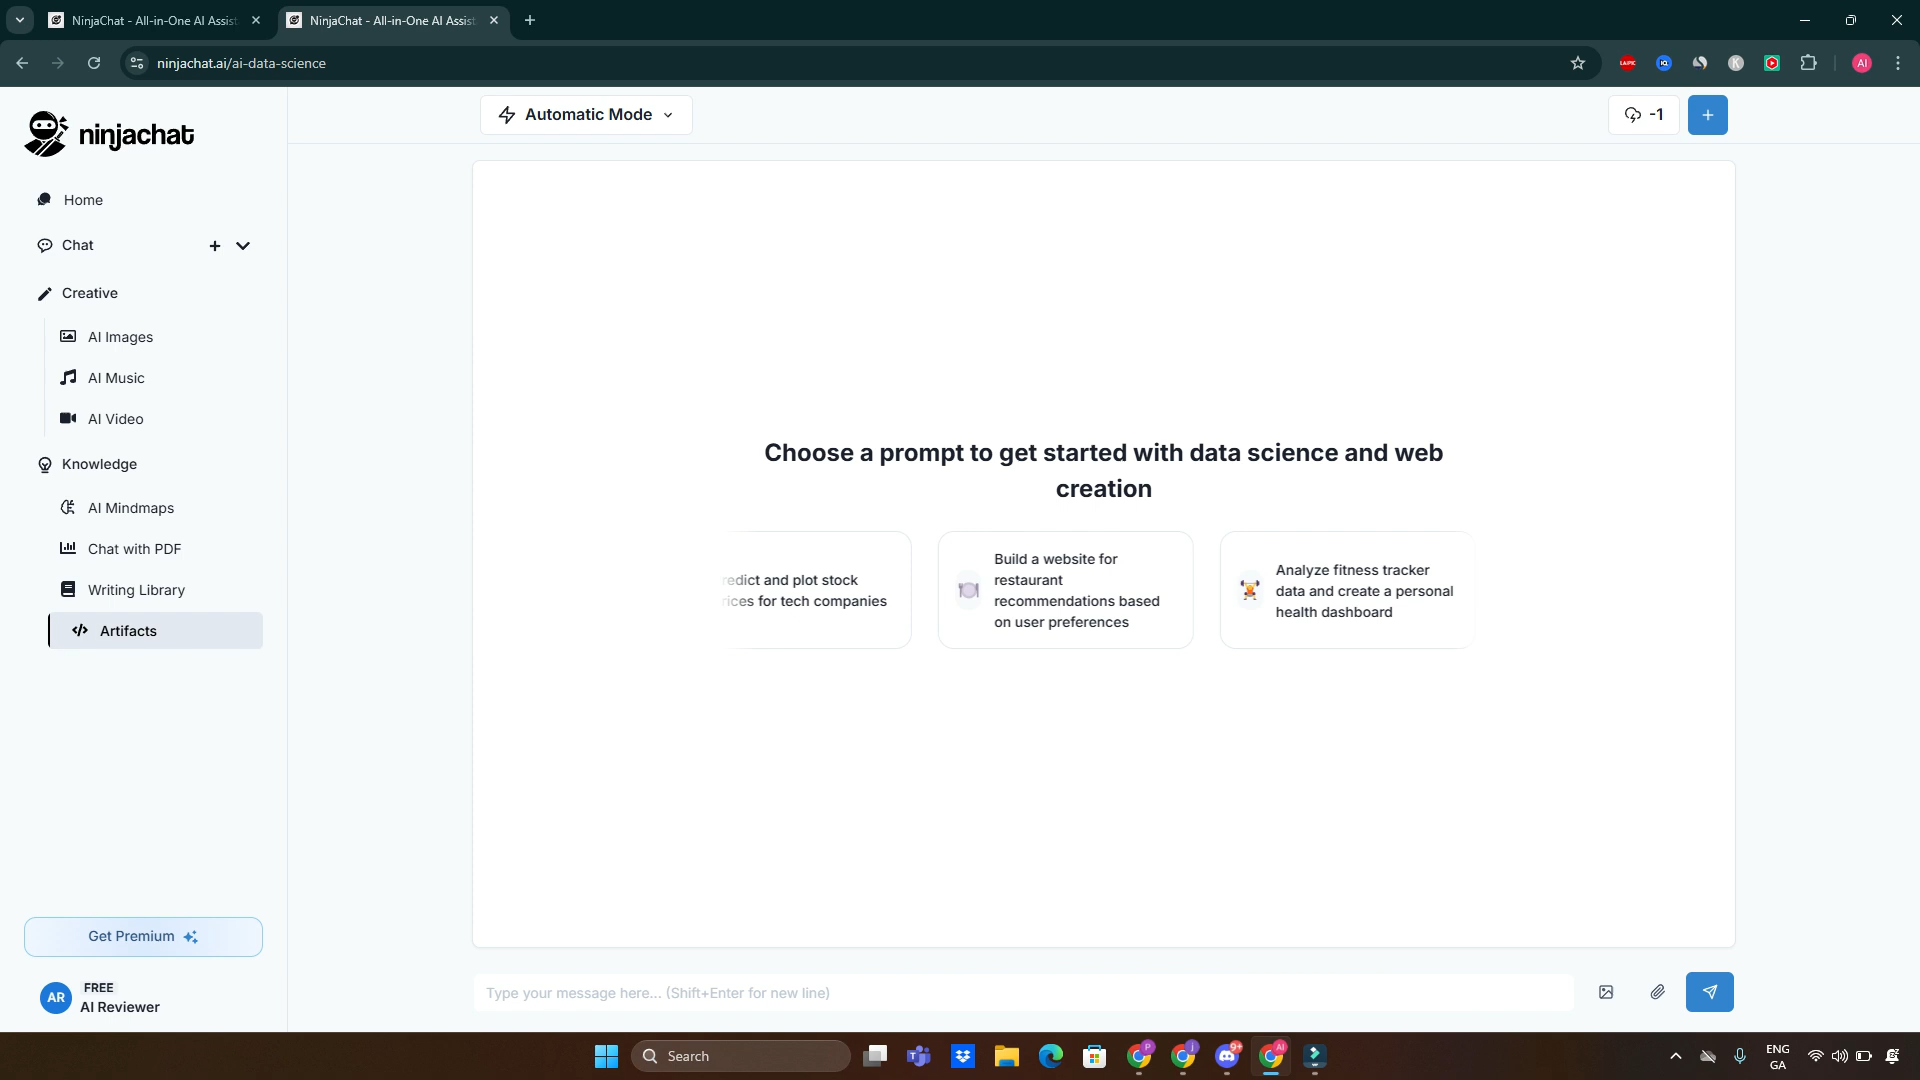 NinjaChat - All-in-One AI Assist
NinjaChat - All-in-One AI Assist
ninjachat.ai/ai-data-science
AI
ninjachat
Automatic Mode
-1
Home
Chat
Creative
AI Images
AI Music
AI Video
Knowledge
AI Mindmaps
Chat with PDF
Writing Library
Artifacts
Choose a prompt to get started with data science and web
creation
redict and plot stock
rices for tech companies
Build a website for
restaurant
recommendations based
on user preferences
Analyze fitness tracker
data and create a personal
health dashboard
Get Premium
AR
FREE
AI Reviewer
Type your message here... (Shift+Enter for new line)
Search
ENG
GA